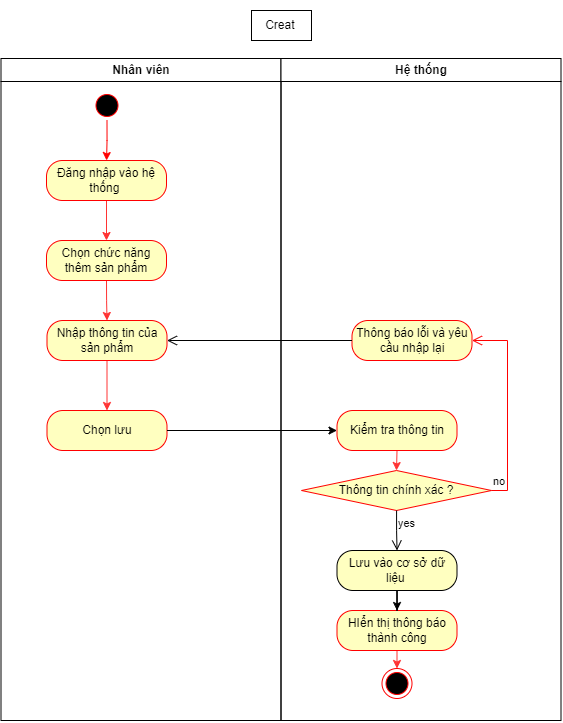 Creat
Nhân viên
Hệ thống
Đăng nhập vào hệ
thống
Chọn chức năng
thêm sản phẩm
Nhập thông tin của
sản phẩm
Thông báo lỗi và yêu
cầu nhập lại
Chọn lưu
Kiểm tra thông tin
Thông tin chính xác ?
no
yes
Lưu vào cơ sở dữ
liệu
HIển thị thông báo
thành công